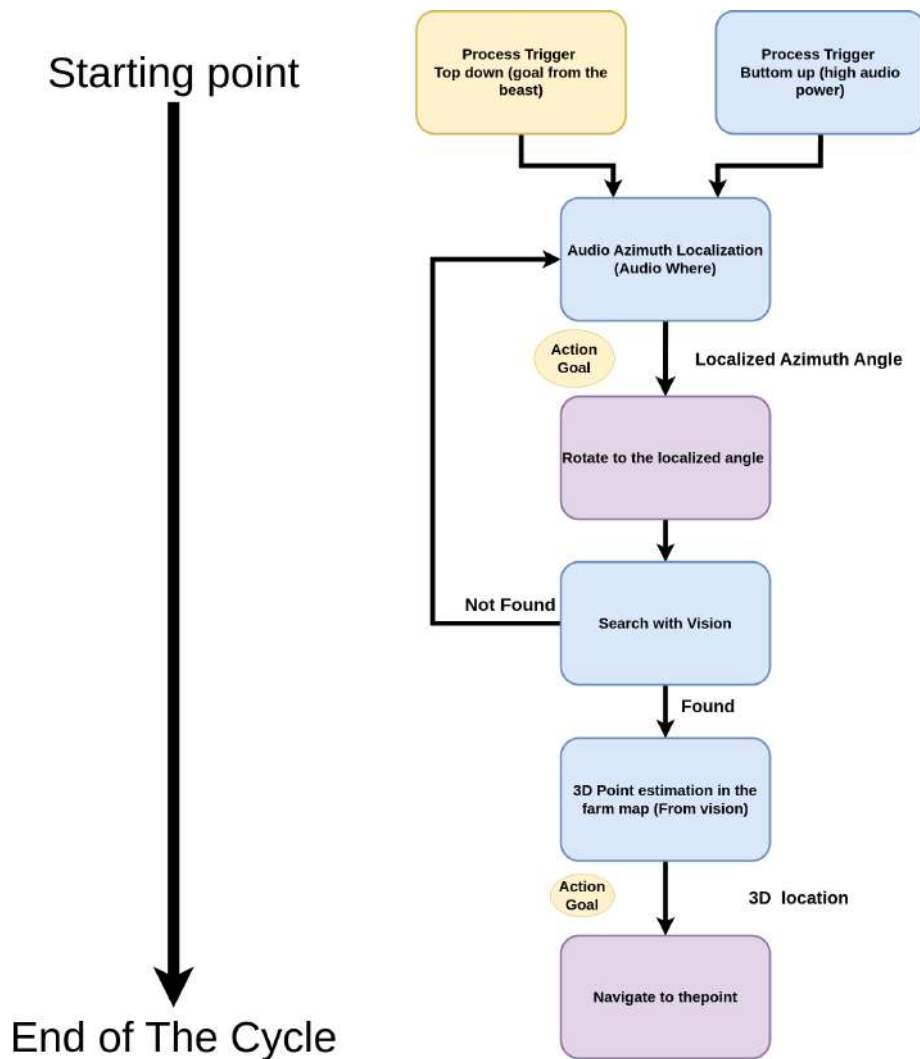 Starting point
Process Trigger
Top down (goal from the
beast)
Process Trigger
Buttom up (high audio
power)
Audio Azimuth Localization
(Audio Where)
Action
Goal
Localized Azimuth Angle
Rotate to the localized angle
Not Found
Search with Vision
Found
3D Point estimation in the
farm map (From vision)
Action
Goal
3D location
Navigate to thepoint
End of The Cycle